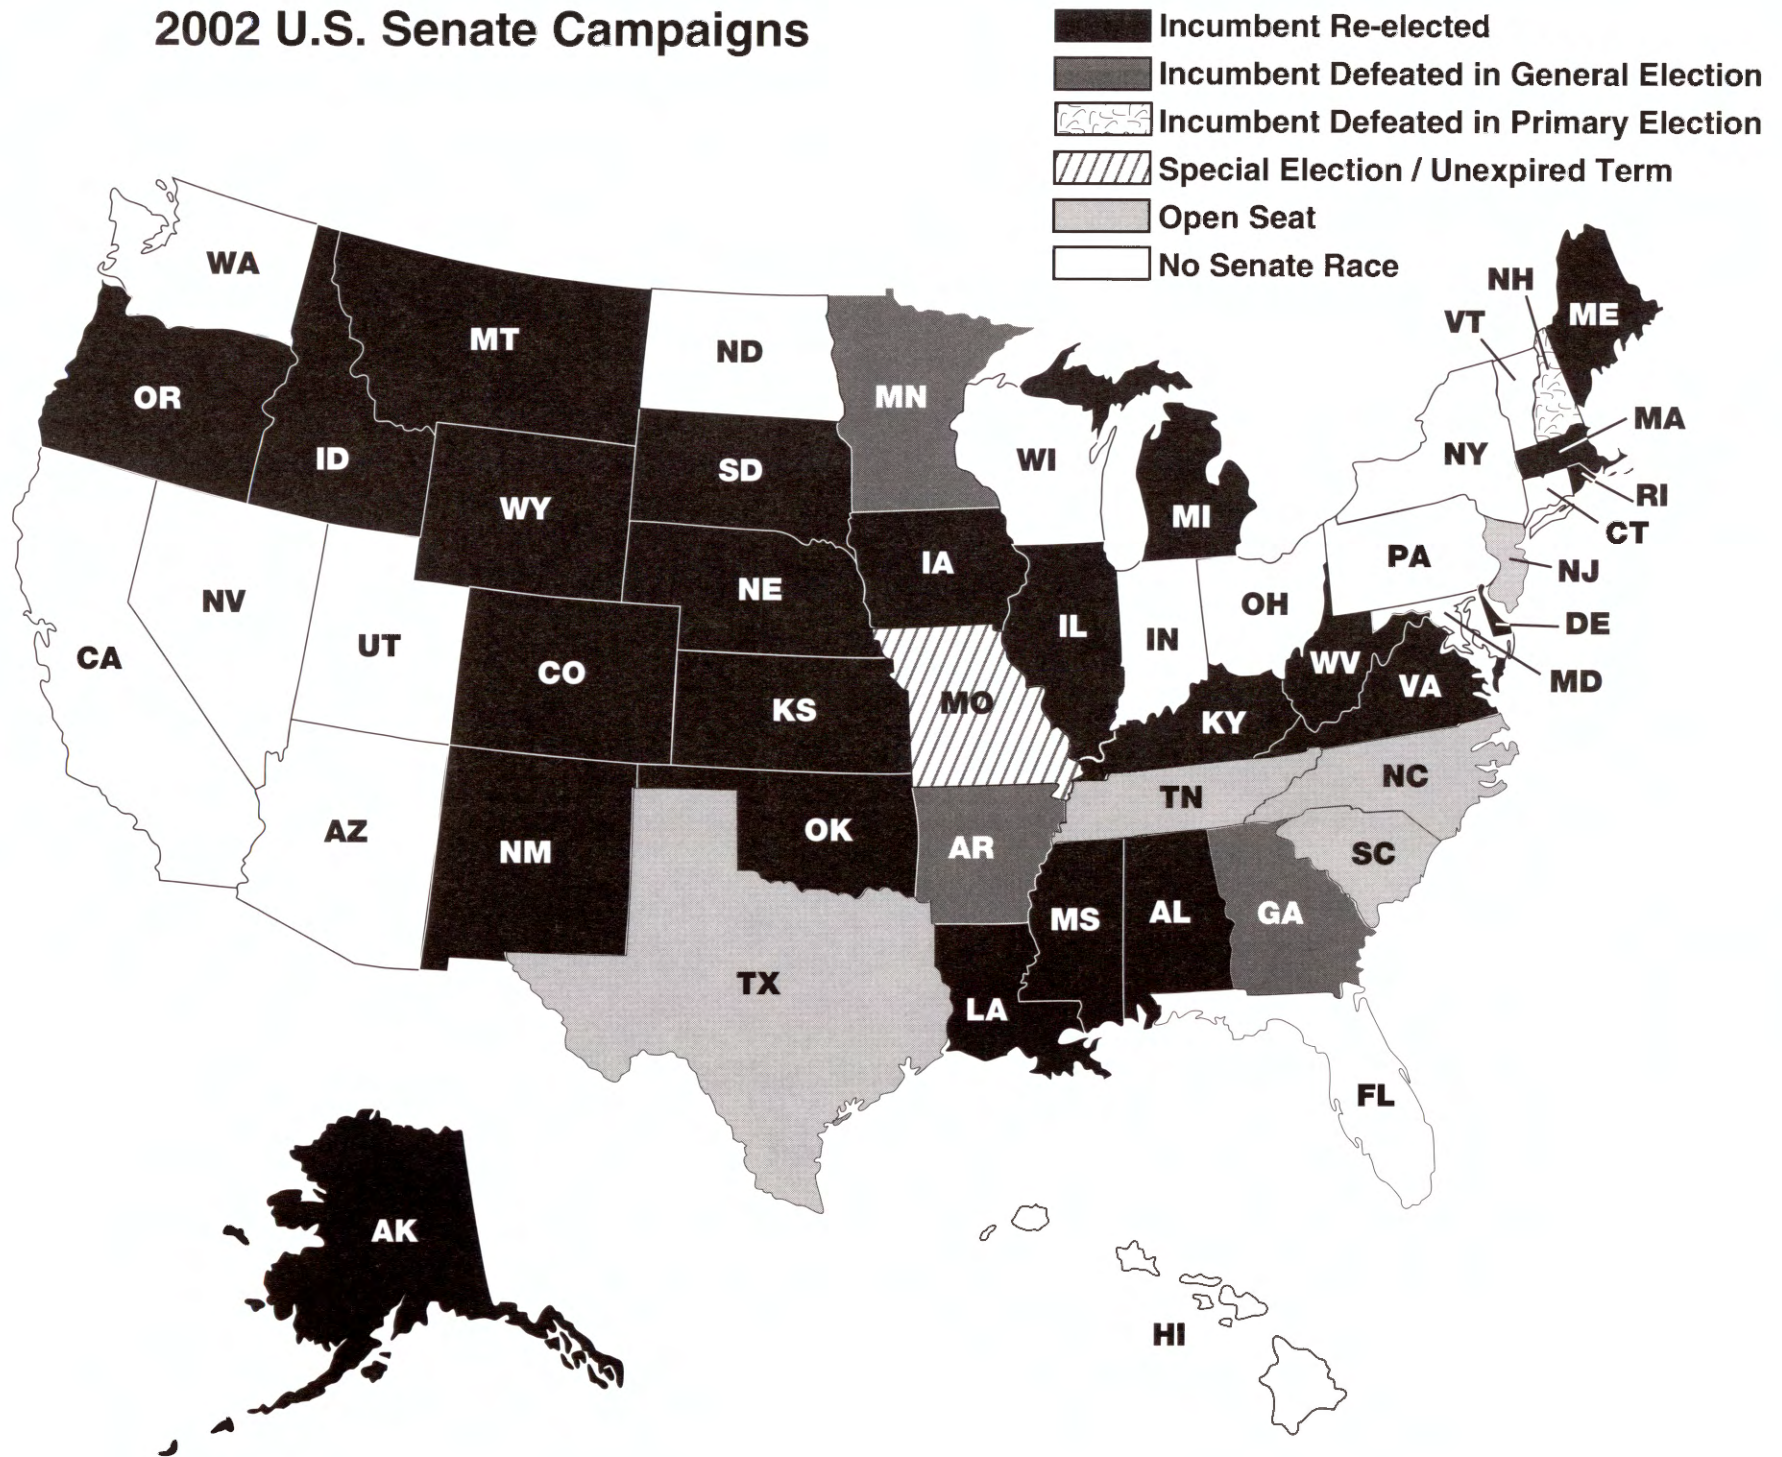 2002 U.S. Senate Campaigns
Incumbent Re-elected
Incumbent Defeated in General Election
Incumbent Defeated in Primary Election
Special Election / Unexpired Term
Open Seat
No Senate Race
WA
NH
VT
ME
MT
ND
OR
MN
MA
ID
SD
WI
NY
WY
MI
RI
CT
NV
NE
IA
PA
NJ
CA
UT
CO
IL
IN
OH
DE
WV
MD
KS
MO
KY
VA
AZ
NM
OK
AR
TN
NC
SC
TX
MS
AL
GA
LA
FL
AK
HI